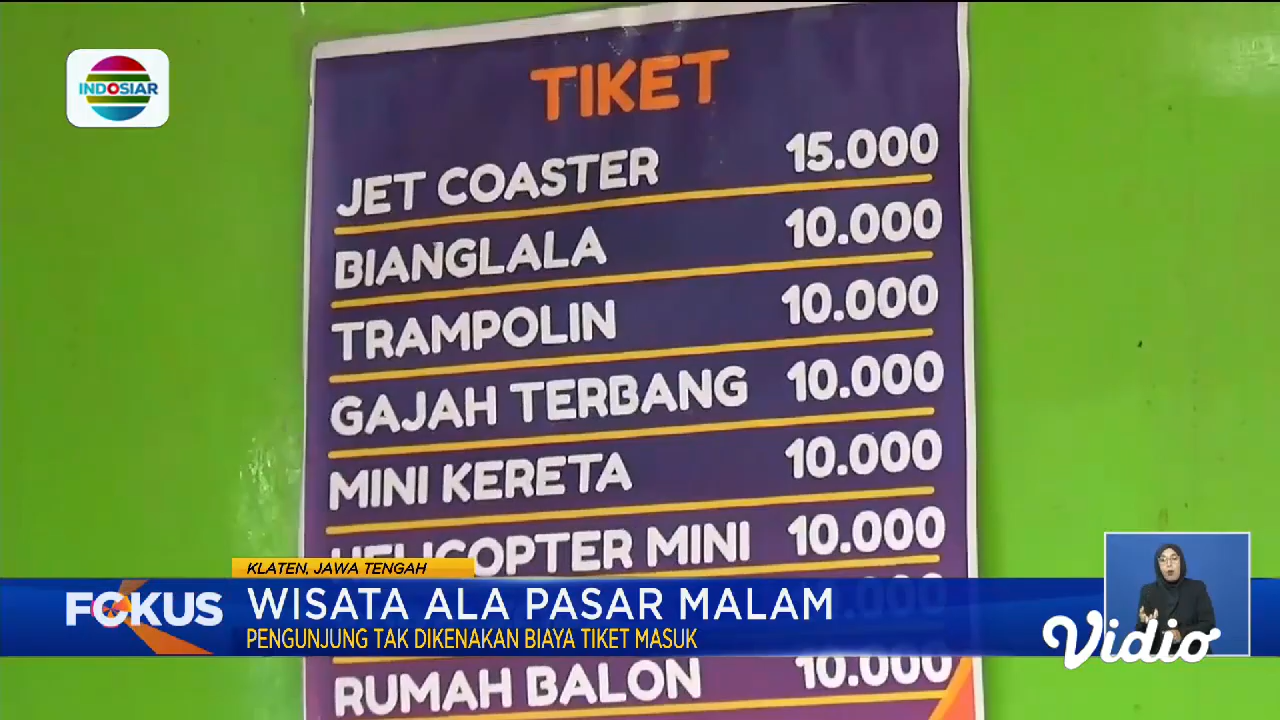 INDOSIAR
TIKET
JET COASTER 15.000
BIANGLALA 10.000
TRAMPOLIN 10.000
GAJAH TERBANG 10.000
MINI KERETA 10.000
HELICOPTER MINI 10.000
KLATEN, JAWA TENGAH
FOKUS
WISATA ALA PASAR MALAM
PENGUNJUNG TAK DIKENAKAN BIAYA TIKET MASUK
Vidio
RUMAH BALON 10.000